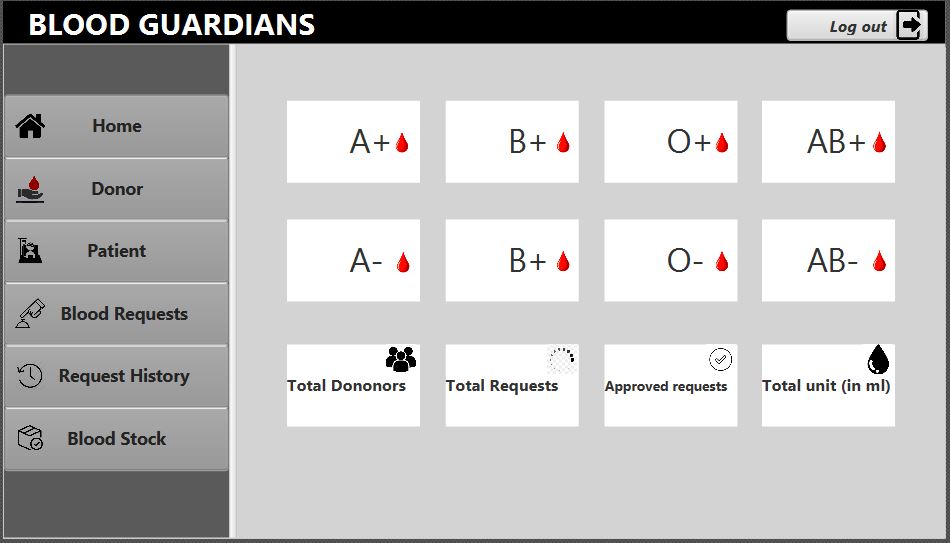 BLOOD GUARDIANS
Log out
Home
Donor
Patient
Blood Requests
Request History
Blood Stock
A+
B+
O+
AB+
A-
B+
O-
AB-
Total Dononors
Total Requests
Approved requests
Total unit (in ml)